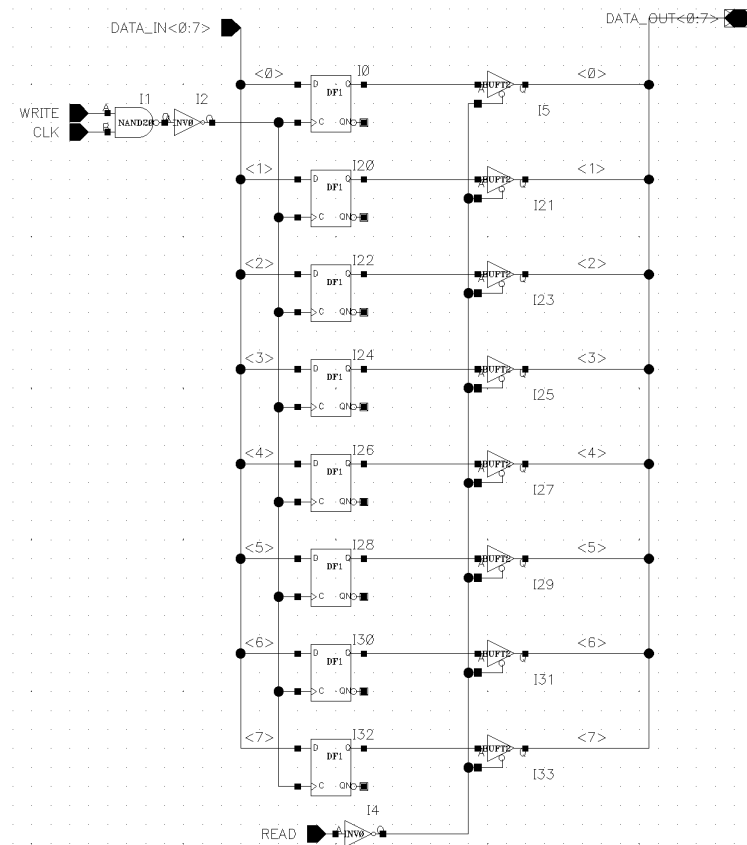 DATA_IN<0:7>
DATA_OUT<0:7>
<0> I0 <0>
D Q DF1 C QN
A BUFT2 Q
I5
I1 I2
WRITE
A
NAND20 Q
INV0 Q
CLK
B
<1> I20 <1>
D Q DF1 C QN
A BUFT2 Q
I21
<2> I22 <2>
D Q DF1 C QN
A BUFT2 Q
I23
<3> I24 <3>
D Q DF1 C QN
A BUFT2 Q
I25
<4> I26 <4>
D Q DF1 C QN
A BUFT2 Q
I27
<5> I28 <5>
D Q DF1 C QN
A BUFT2 Q
I29
<6> I30 <6>
D Q DF1 C QN
A BUFT2 Q
I31
<7> I32 <7>
D Q DF1 C QN
A BUFT2 Q
I33
I4
READ
A INV0 Q